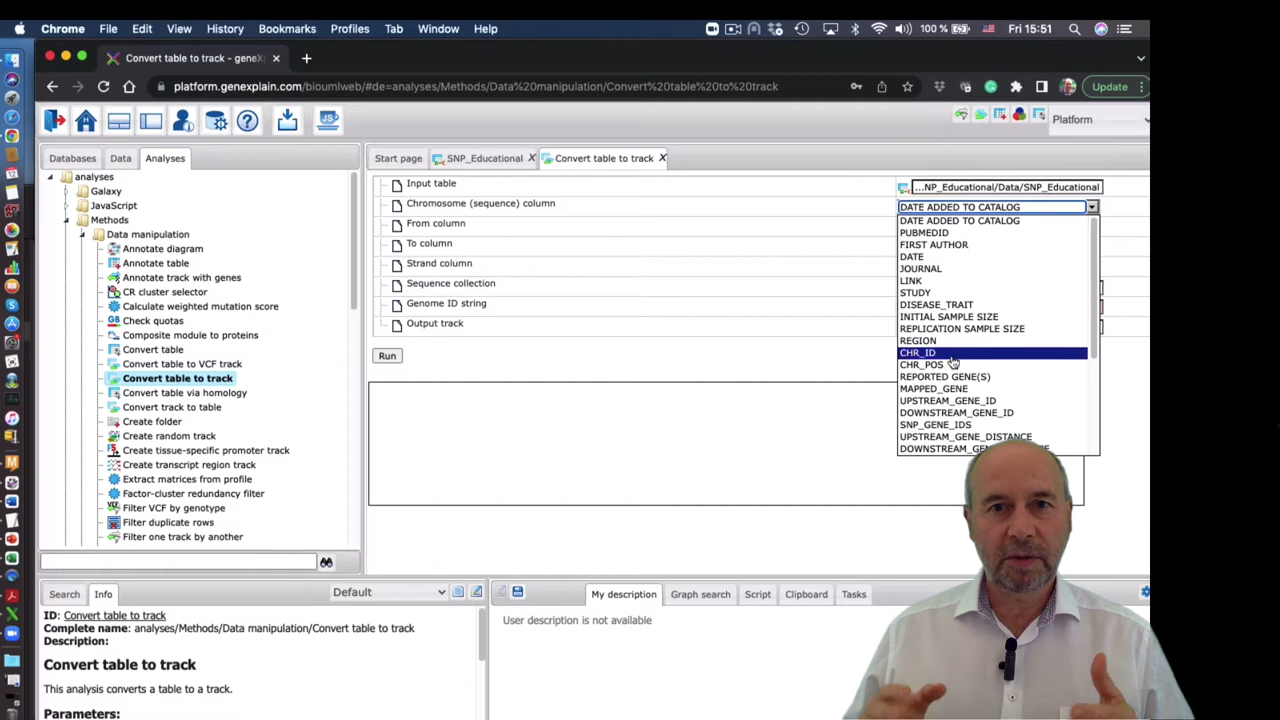 Chrome File Edit View History Bookmarks Profiles Tab Window Help 100 % Fri 15:51
Convert table to track - geneX
platform.genexplain.com/bioumlweb/#de=analyses/Methods/Data%20manipulation/Convert%20table%20to%20track
Update
Platform
Databases Data Analyses
Start page SNP_Educational Convert table to track
analyses
Galaxy
JavaScript
Methods
Data manipulation
Annotate diagram
Annotate table
Annotate track with genes
CR cluster selector
Calculate weighted mutation score
Check quotas
Composite module to proteins
Convert table
Convert table to VCF track
Convert table to track
Convert table via homology
Convert track to table
Create folder
Create random track
Create tissue-specific promoter track
Create transcript region track
Extract matrices from profile
Factor-cluster redundancy filter
Filter VCF by genotype
Filter duplicate rows
Filter one track by another
Input table
...NP_Educational/Data/SNP_Educational
Chromosome (sequence) column
DATE ADDED TO CATALOG
From column
To column
Strand column
Sequence collection
Genome ID string
Output track
DATE ADDED TO CATALOG
PUBMEDID
FIRST AUTHOR
DATE
JOURNAL
LINK
STUDY
DISEASE_TRAIT
INITIAL SAMPLE SIZE
REPLICATION SAMPLE SIZE
REGION
CHR_ID
CHR_POS
REPORTED GENE(S)
MAPPED_GENE
UPSTREAM_GENE_ID
DOWNSTREAM_GENE_ID
SNP_GENE_IDS
UPSTREAM_GENE_DISTANCE
Run
Search Info Default
My description Graph search Script Clipboard Tasks
ID: Convert table to track
Complete name: analyses/Methods/Data manipulation/Convert table to track
Description:
Convert table to track
This analysis converts a table to a track.
Parameters:
User description is not available